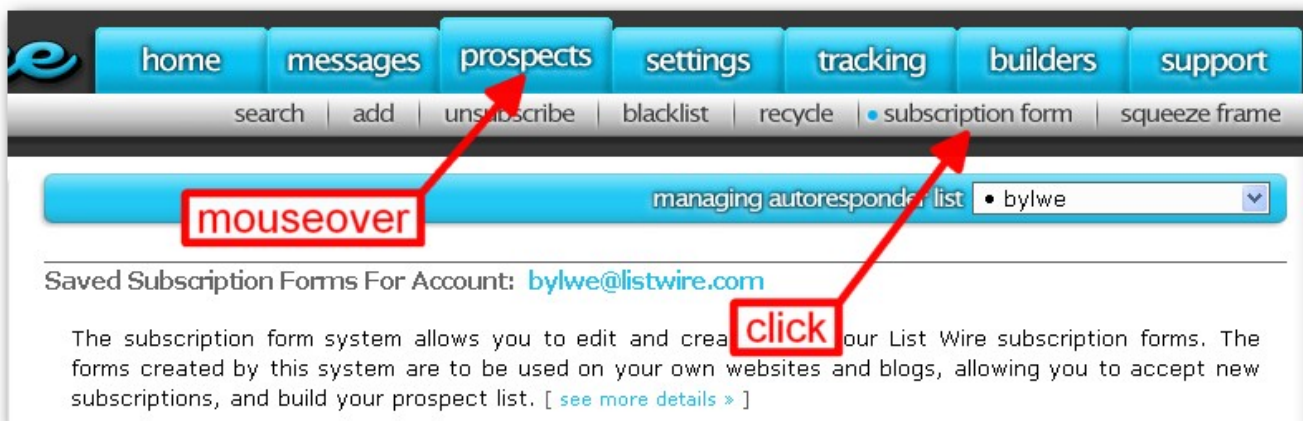 e home messages prospects settings tracking builders support
search | add | unsubscribe | blacklist | recycle | • subscription form | squeeze frame
managing autoresponder list • bylwe
mouseover
Saved Subscription Forms For Account: bylwe@listwire.com
click
The subscription form system allows you to edit and crea our List Wire subscription forms. The
forms created by this system are to be used on your own websites and blogs, allowing you to accept new
subscriptions, and build your prospect list. [ see more details » ]